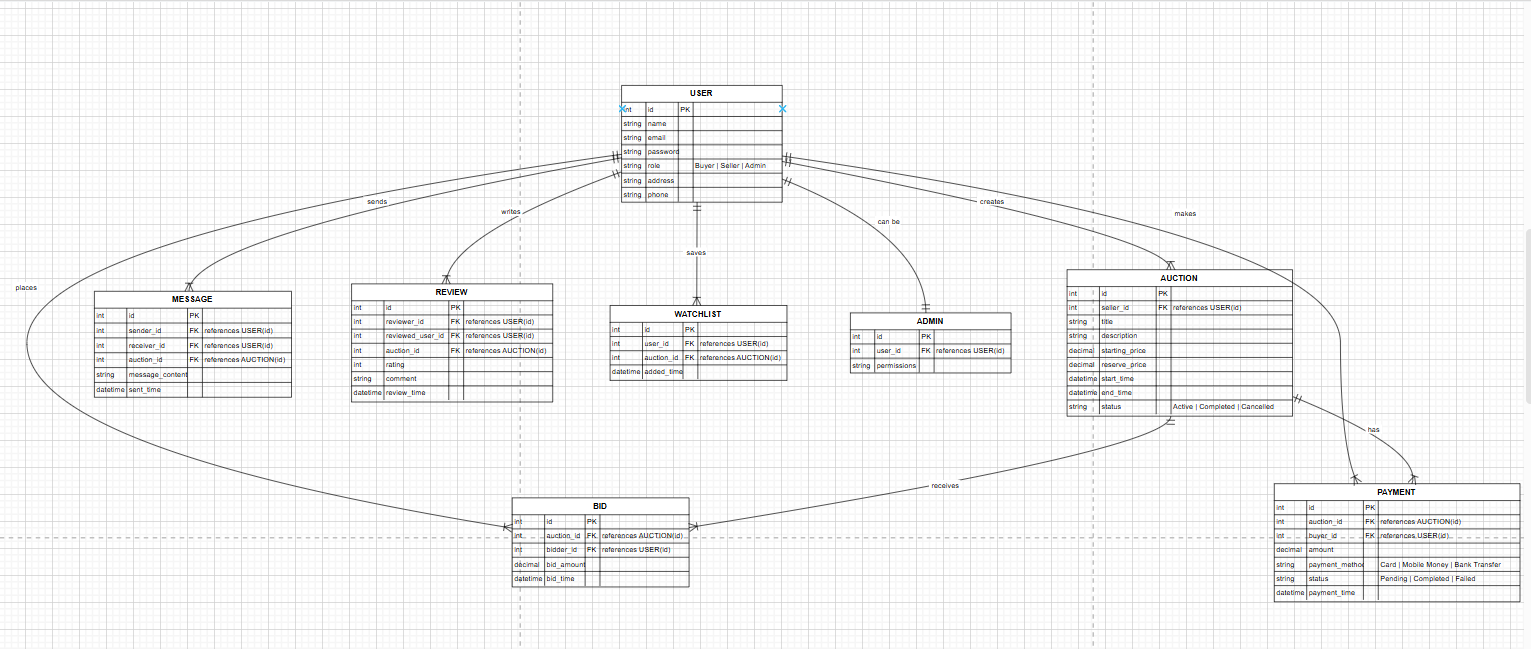 USER
int id PK
string name
string email
string password
string role Buyer | Seller | Admin
string address
string phone
sends
writes
saves
can be
creates
makes
places
MESSAGE
int id PK
int sender_id FK references USER(id)
int receiver_id FK references USER(id)
int auction_id FK references AUCTION(id)
string message_content
datetime sent_time
REVIEW
int id PK
int reviewer_id FK references USER(id)
int reviewed_user_id FK references USER(id)
int auction_id FK references AUCTION(id)
int rating
string comment
datetime review_time
WATCHLIST
int id PK
int user_id FK references USER(id)
int auction_id FK references AUCTION(id)
datetime added_time
ADMIN
int id PK
int user_id FK references USER(id)
string permissions
AUCTION
int id PK
int seller_id FK references USER(id)
string title
string description
decimal starting_price
decimal reserve_price
datetime start_time
datetime end_time
string status Active | Completed | Cancelled
has
receives
BID
int id PK
int auction_id FK references AUCTION(id)
int bidder_id FK references USER(id)
decimal bid_amount
datetime bid_time
PAYMENT
int id PK
int auction_id FK references AUCTION(id)
int buyer_id FK references USER(id)
decimal amount
string payment_method Card | Mobile Money | Bank Transfer
string status Pending | Completed | Failed
datetime payment_time